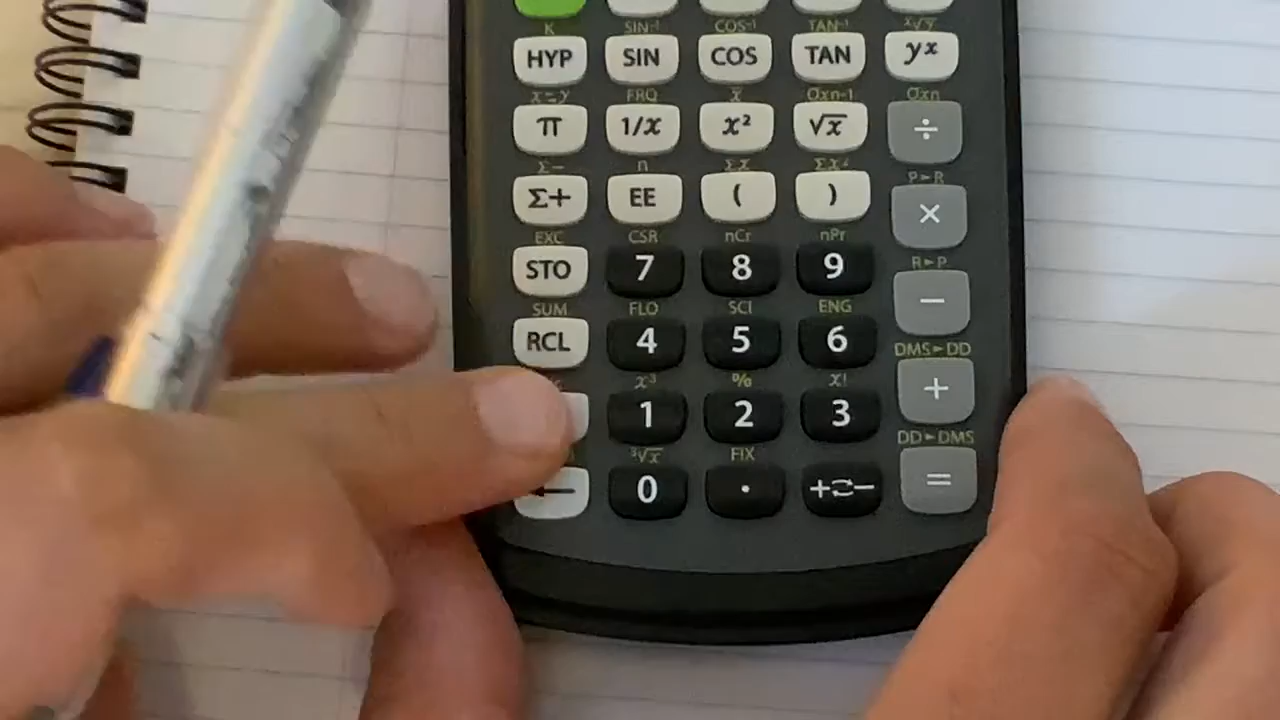 K SIN⁻¹ COS⁻¹ TAN⁻¹ ˣ√y
HYP SIN COS TAN yˣ
x⇌y FRQ x̄ σxn-1 σxn
π 1/x x² √x ÷
Σ− n Σx Σx² P►R
Σ+ EE ( ) ×
EXC CSR nCr nPr R►P
STO 7 8 9 −
SUM FLO SCI ENG DMS►DD
RCL 4 5 6 +
x³ % x! DD►DMS
1 2 3
³√x FIX
← 0 . +⇄− =